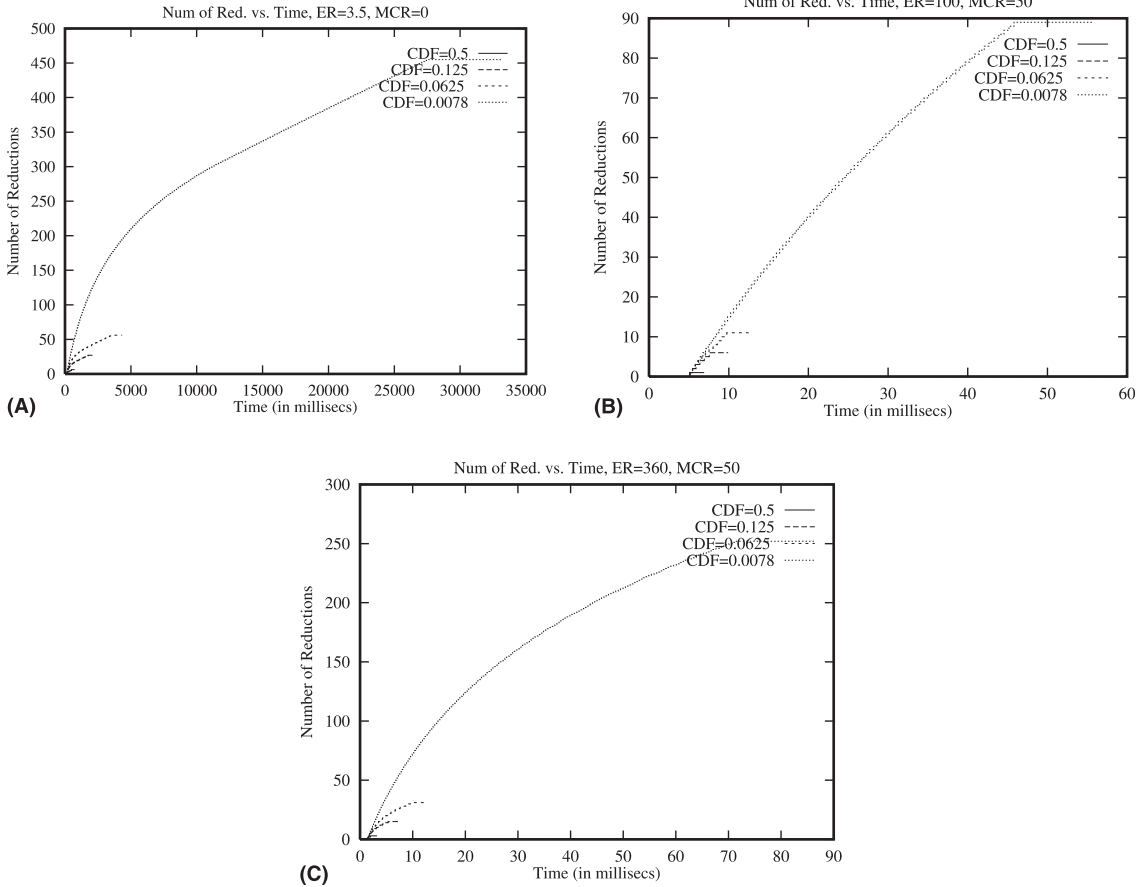 Num of Red. vs. Time, ER=3.5, MCR=0
500
450
400
350
300
250
200
150
100
50
0
Number of Reductions
CDF=0.5
CDF=0.125
CDF=0.0625
CDF=0.0078
0 5000 10000 15000 20000 25000 30000 35000
Time (in millisecs)
(A)
Num of Red. vs. Time, ER=100, MCR=50
90
80
70
60
50
40
30
20
10
0
Number of Reductions
CDF=0.5
CDF=0.125
CDF=0.0625
CDF=0.0078
0 10 20 30 40 50 60
Time (in millisecs)
(B)
Num of Red. vs. Time, ER=360, MCR=50
300
250
200
150
100
50
0
Number of Reductions
CDF=0.5
CDF=0.125
CDF=0.0625
CDF=0.0078
0 10 20 30 40 50 60 70 80 90
Time (in millisecs)
(C)